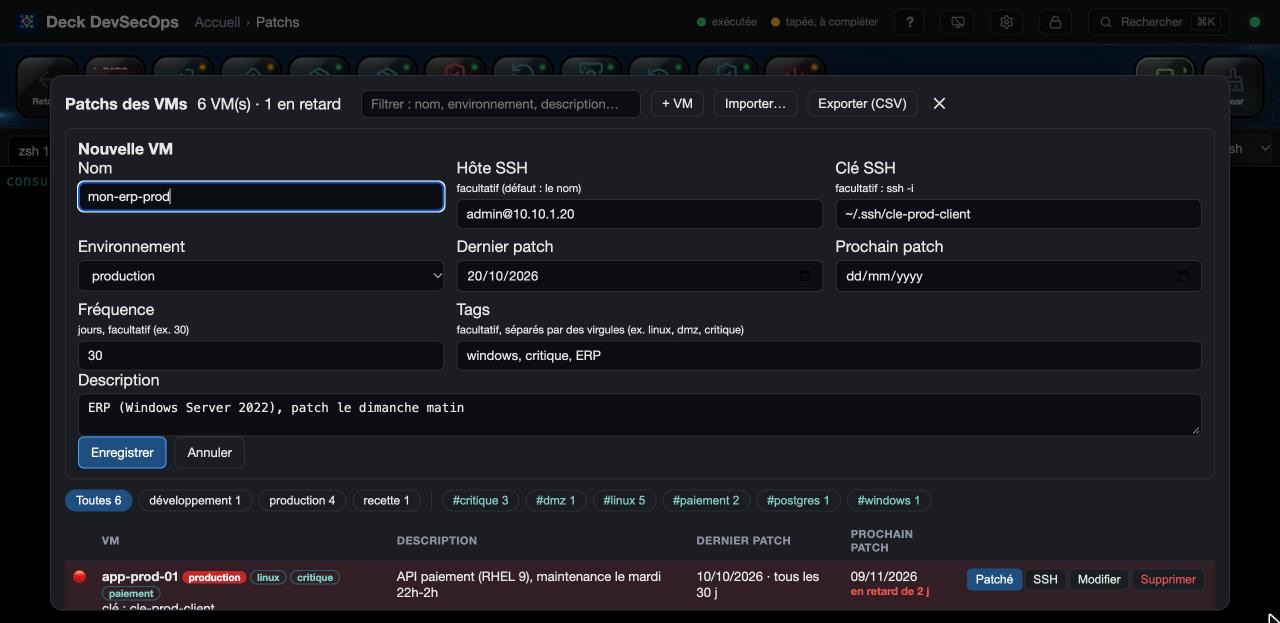 Deck DevSecOps Accueil › Patchs exécutée tapée, à compléter ? Rechercher ⌘K
zsh 1
Patchs des VMs 6 VM(s) · 1 en retard Filtrer : nom, environnement, description… + VM Importer… Exporter (CSV) ✕
Nouvelle VM
Nom Hôte SSH Clé SSH
facultatif (défaut : le nom) facultatif : ssh -i
mon-erp-prod admin@10.10.1.20 ~/.ssh/cle-prod-client
Environnement Dernier patch Prochain patch
production 20/10/2026 dd/mm/yyyy
Fréquence Tags
jours, facultatif (ex. 30) facultatif, séparés par des virgules (ex. linux, dmz, critique)
30 windows, critique, ERP
Description
ERP (Windows Server 2022), patch le dimanche matin
Enregistrer Annuler
Toutes 6 développement 1 production 4 recette 1 #critique 3 #dmz 1 #linux 5 #paiement 2 #postgres 1 #windows 1
VM DESCRIPTION DERNIER PATCH PROCHAIN
PATCH
app-prod-01 production linux critique API paiement (RHEL 9), maintenance le mardi 10/10/2026 · tous les 09/11/2026 Patché SSH Modifier Supprimer
paiement 22h-2h 30 j en retard de 2 j
clé : cle-prod-client